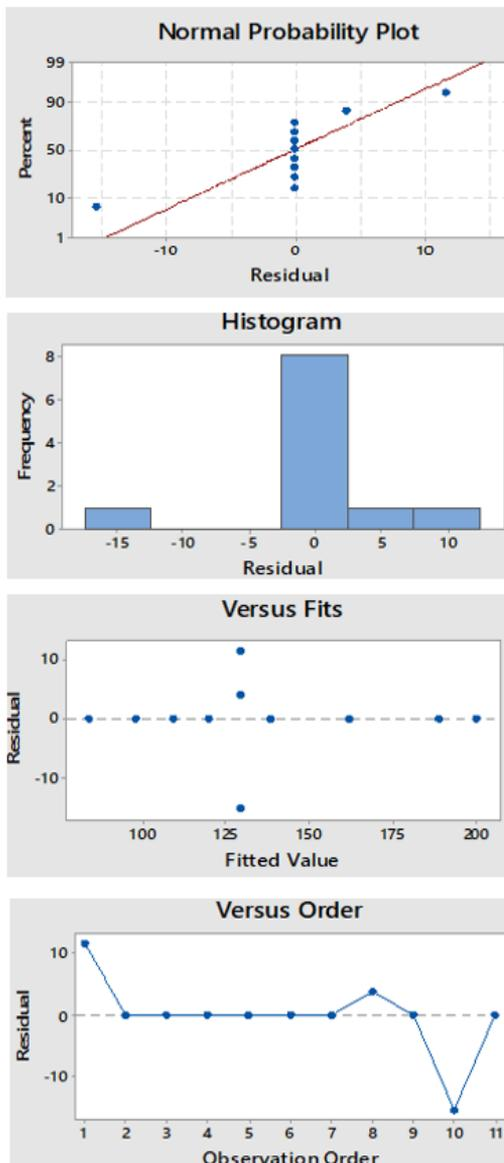 Normal Probability Plot
99
90
50
10
1
Percent
-10 0 10
Residual
Histogram
8
6
4
2
0
Frequency
-15 -10 -5 0 5 10
Residual
Versus Fits
10
0
-10
Residual
100 125 150 175 200
Fitted Value
Versus Order
10
0
-10
Residual
1 2 3 4 5 6 7 8 9 10 11
Observation Order